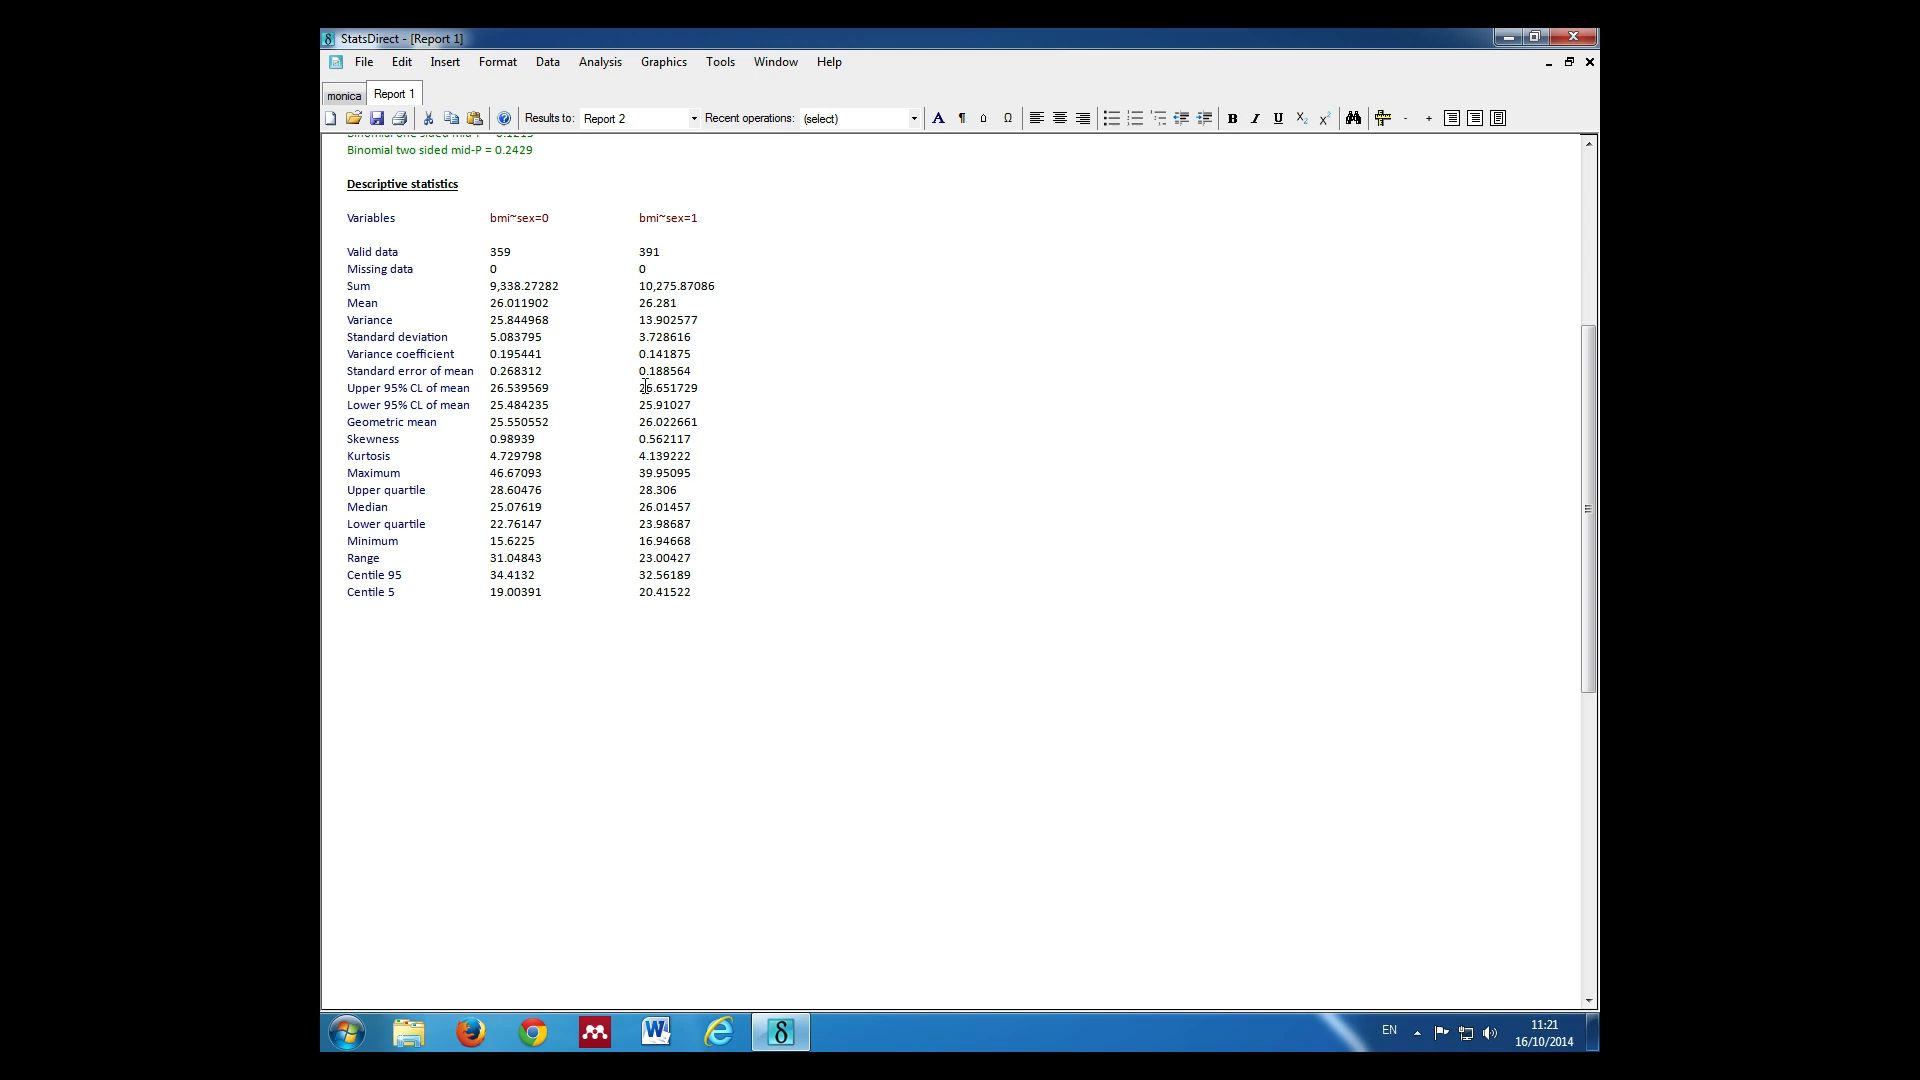 StatsDirect - [Report 1]
File Edit Insert Format Data Analysis Graphics Tools Window Help
monica Report 1
Results to: Report 2 Recent operations: (select)
Binomial two sided mid-P = 0.2429
Descriptive statistics
Variables bmi~sex=0 bmi~sex=1
Valid data 359 391
Missing data 0 0
Sum 9,338.27282 10,275.87086
Mean 26.011902 26.281
Variance 25.844968 13.902577
Standard deviation 5.083795 3.728616
Variance coefficient 0.195441 0.141875
Standard error of mean 0.268312 0.188564
Upper 95% CL of mean 26.539569 26.651729
Lower 95% CL of mean 25.484235 25.91027
Geometric mean 25.550552 26.022661
Skewness 0.98939 0.562117
Kurtosis 4.729798 4.139222
Maximum 46.67093 39.95095
Upper quartile 28.60476 28.306
Median 25.07619 26.01457
Lower quartile 22.76147 23.98687
Minimum 15.6225 16.94668
Range 31.04843 23.00427
Centile 95 34.4132 32.56189
Centile 5 19.00391 20.41522
EN 11:21
16/10/2014